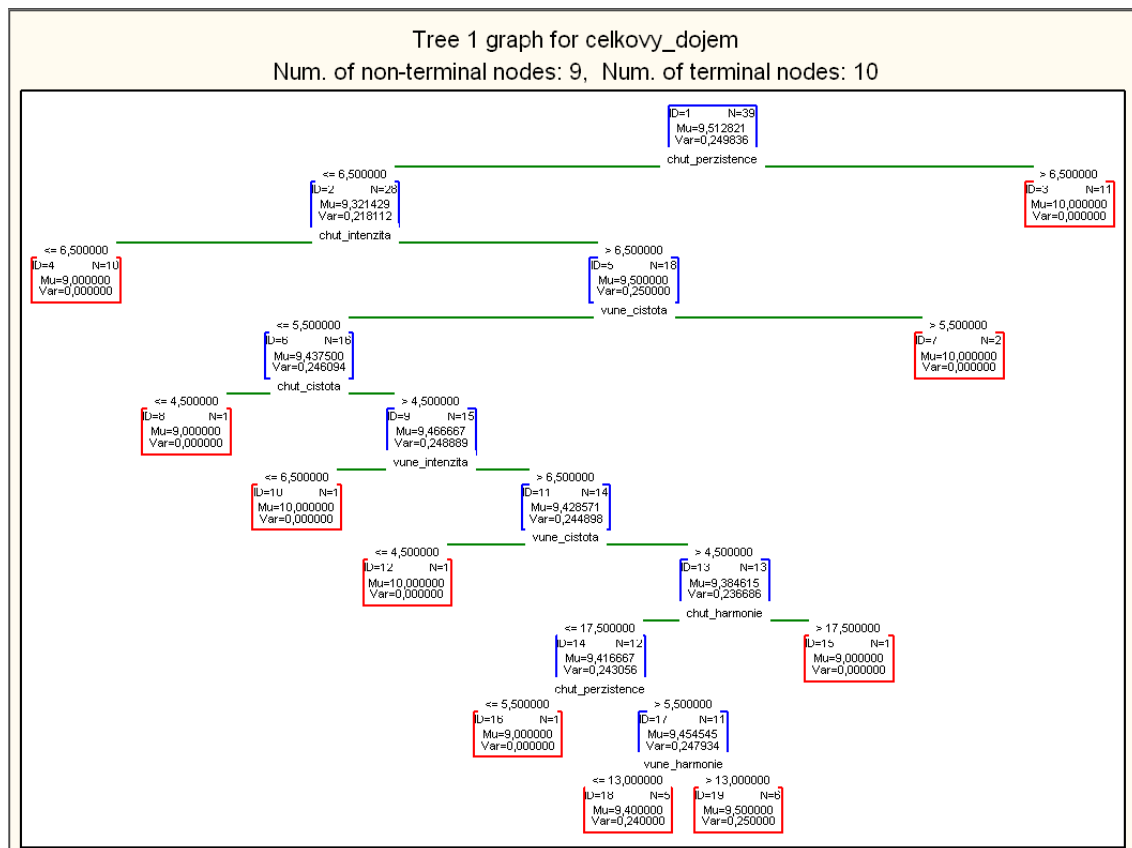 Tree 1 graph for celkovy_dojem
Num. of non-terminal nodes: 9, Num. of terminal nodes: 10
ID=1 N=39
Mu=9,512821
Var=0,249836
chut_perzistence
<= 6,500000
> 6,500000
ID=2 N=28
Mu=9,321429
Var=0,218112
chut_intenzita
ID=3 N=11
Mu=10,000000
Var=0,000000
<= 6,500000
> 6,500000
ID=4 N=10
Mu=9,000000
Var=0,000000
ID=5 N=18
Mu=9,500000
Var=0,250000
vune_cistota
<= 5,500000
> 5,500000
ID=6 N=16
Mu=9,437500
Var=0,246094
chut_cistota
ID=7 N=2
Mu=10,000000
Var=0,000000
<= 4,500000
> 4,500000
ID=8 N=1
Mu=9,000000
Var=0,000000
ID=9 N=15
Mu=9,466667
Var=0,248889
vune_intenzita
<= 6,500000
> 6,500000
ID=10 N=1
Mu=10,000000
Var=0,000000
ID=11 N=14
Mu=9,428571
Var=0,244898
vune_cistota
<= 4,500000
> 4,500000
ID=12 N=1
Mu=10,000000
Var=0,000000
ID=13 N=13
Mu=9,384615
Var=0,236686
chut_harmonie
<= 17,500000
> 17,500000
ID=14 N=12
Mu=9,416667
Var=0,243056
chut_perzistence
ID=15 N=1
Mu=9,000000
Var=0,000000
<= 5,500000
> 5,500000
ID=16 N=1
Mu=9,000000
Var=0,000000
ID=17 N=11
Mu=9,454545
Var=0,247934
vune_harmonie
<= 13,000000
> 13,000000
ID=18 N=5
Mu=9,400000
Var=0,240000
ID=19 N=6
Mu=9,500000
Var=0,250000